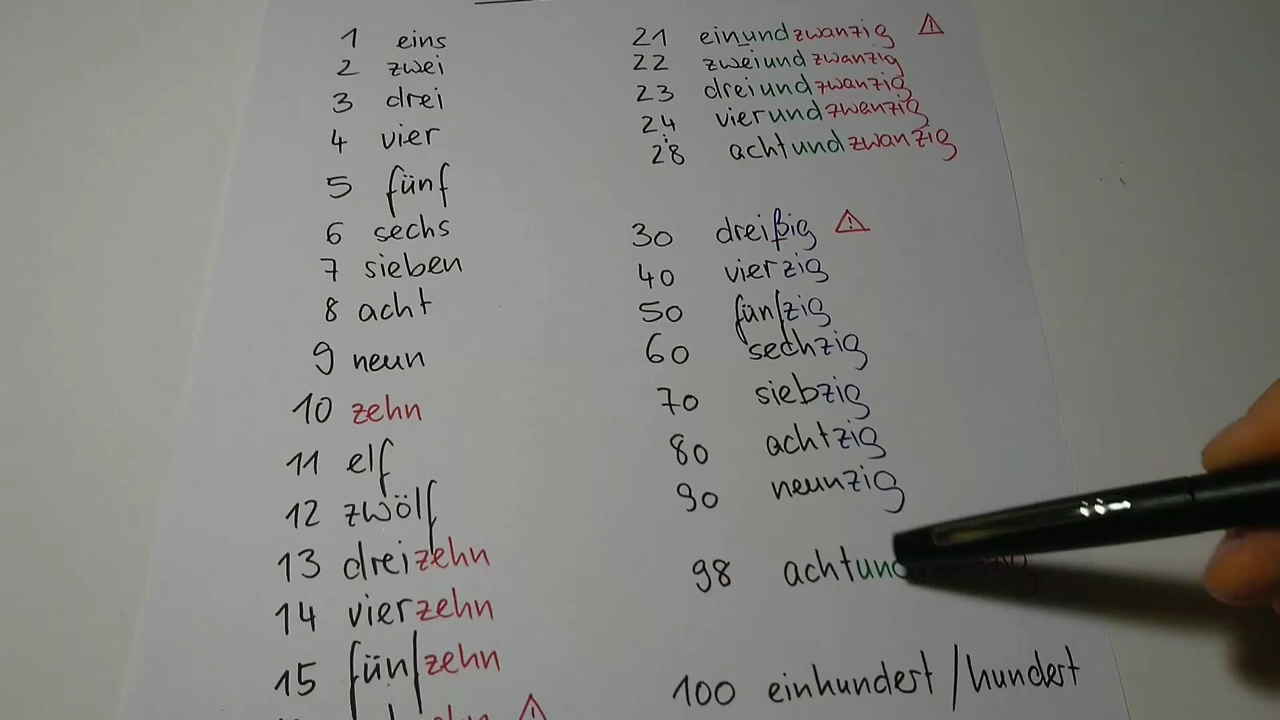 1 eins
2 zwei
3 drei
4 vier
5 fünf
6 sechs
7 sieben
8 acht
9 neun
10 zehn
11 elf
12 zwölf
13 dreizehn
14 vierzehn
15 fünfzehn
21 einundzwanzig
22 zweiundzwanzig
23 dreiundzwanzig
24 vierundzwanzig
28 achtundzwanzig
30 dreißig
40 vierzig
50 fünfzig
60 sechzig
70 siebzig
80 achtzig
90 neunzig
98
100 einhundert / hundert